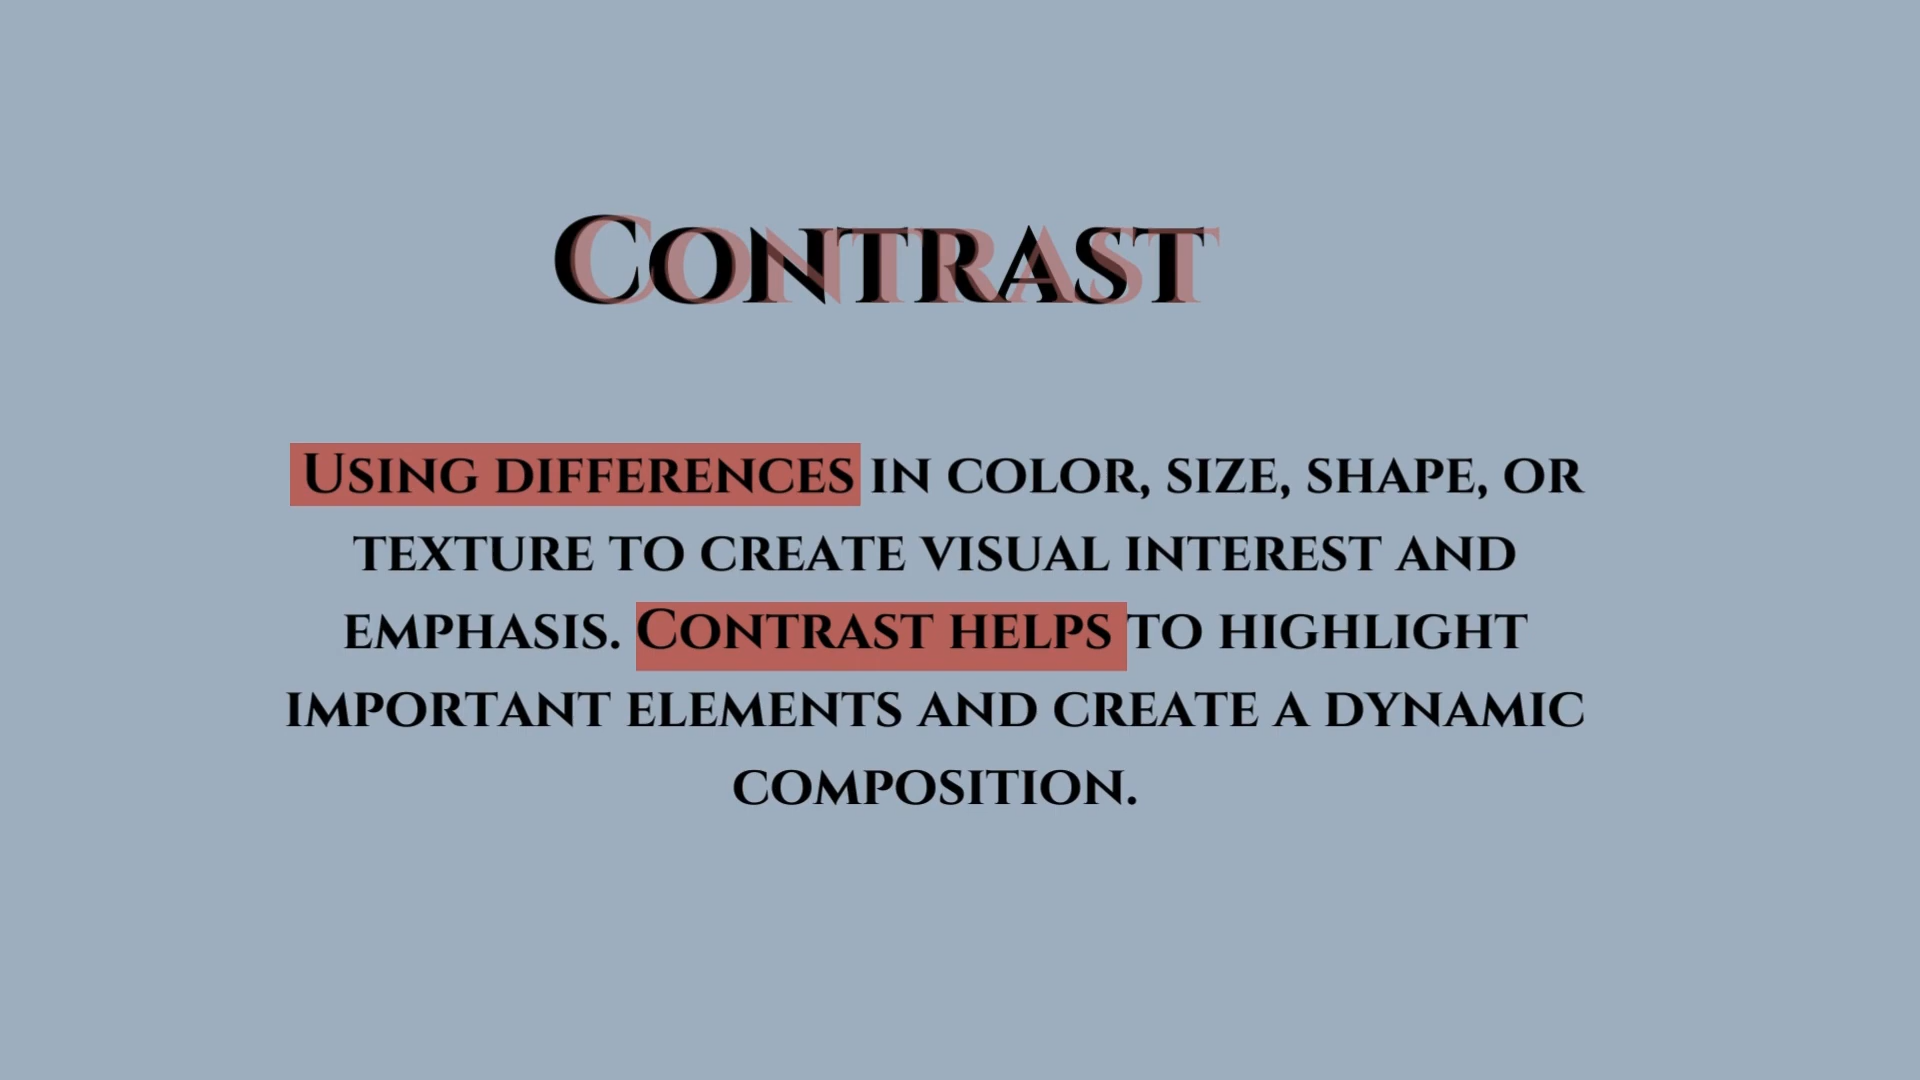 Contrast
Using differences in color, size, shape, or
texture to create visual interest and
emphasis. Contrast helps to highlight
important elements and create a dynamic
composition.